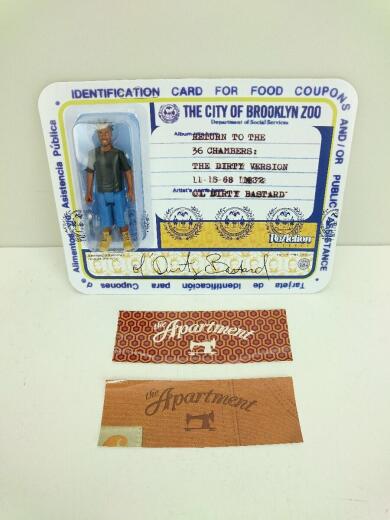 IDENTIFICATION CARD FOR FOOD COUPONS
AND/OR PUBLIC ASSISTANCE
THE CITY OF BROOKLYN ZOO
Department of Social Services
RETURN TO THE
36 CHAMBERS:
THE DIRTY VERSION
11-15-68
OL DIRTY BASTARD
ReAction
Ol' Dirty Bastard
Tarjeta de Identificación para Cupones d
Alimentos
Asistencia Pública
the Apartment
the Apartment